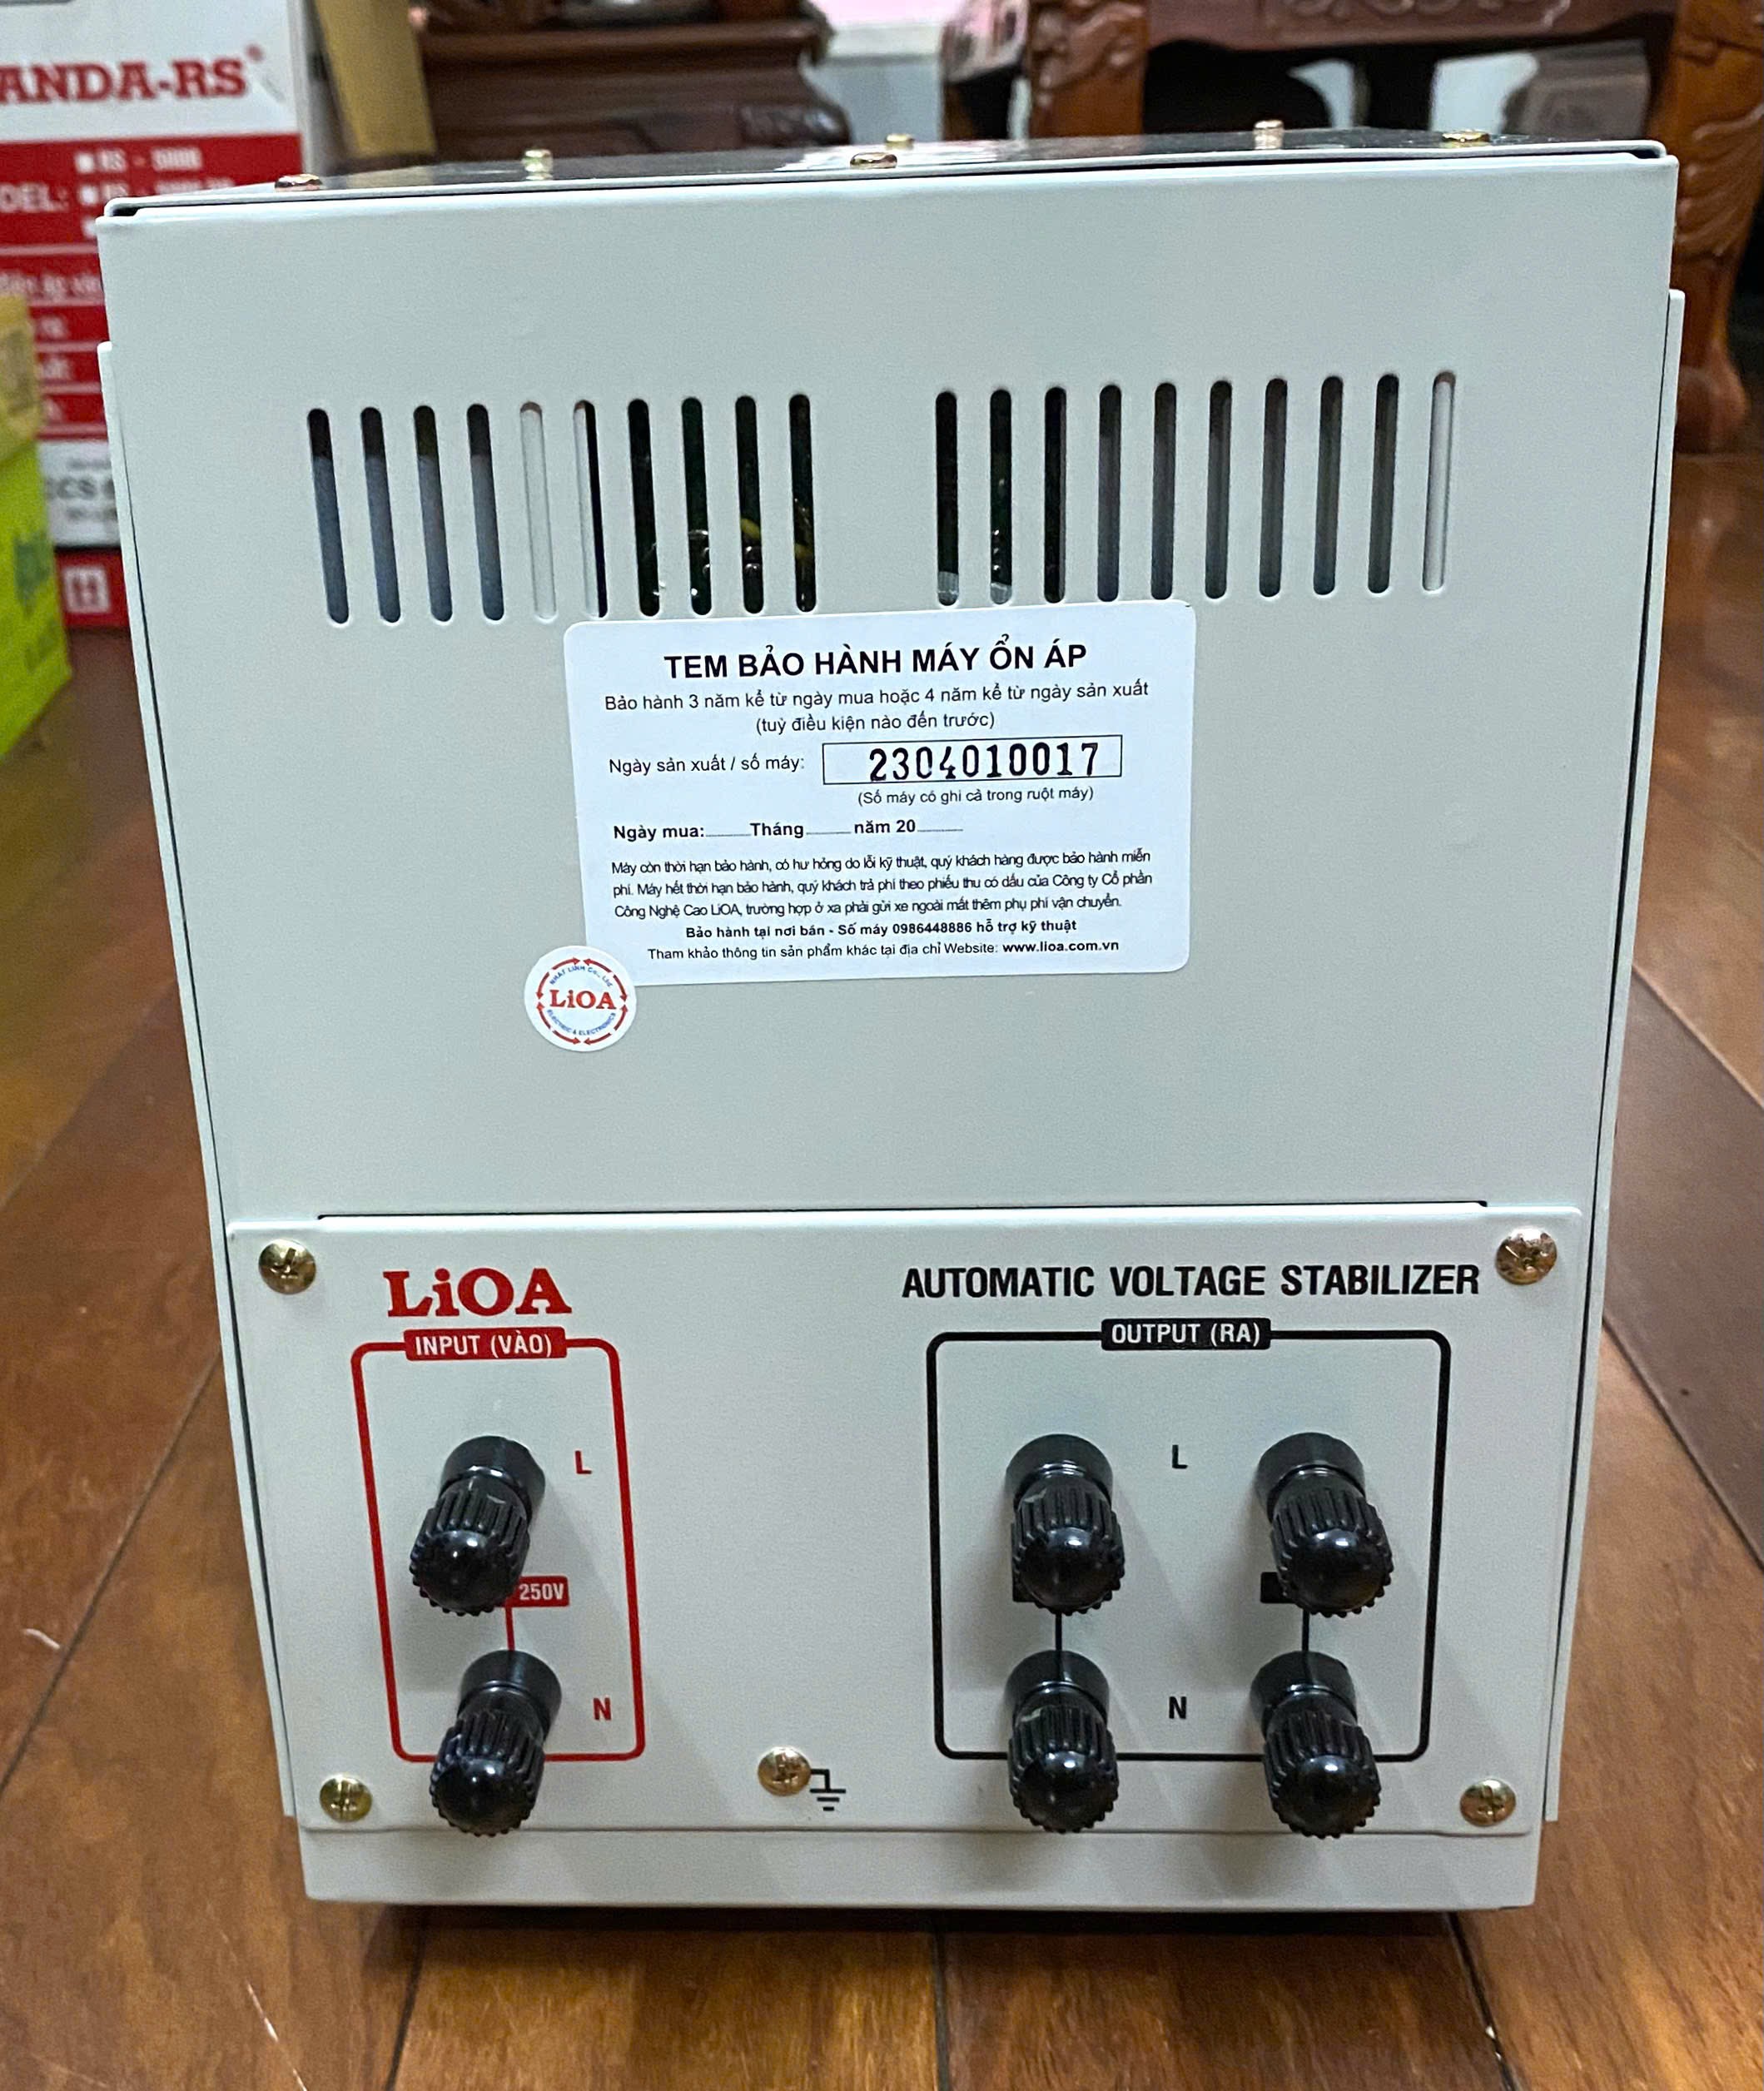 ANDA-RS
TEM BẢO HÀNH MÁY ỔN ÁP
Bảo hành 3 năm kể từ ngày mua hoặc 4 năm kể từ ngày sản xuất
(tuỳ điều kiện nào đến trước)
Ngày sản xuất / số máy: 2304010017
(Số máy có ghi cả trong ruột máy)
Ngày mua:____Tháng____ năm 20____
Máy còn thời hạn bảo hành, có hư hỏng do lỗi kỹ thuật, quý khách hàng được bảo hành miễn
phí. Máy hết thời hạn bảo hành, quý khách trả phí theo phiếu thu có dấu của Công ty Cổ phần
Công Nghệ Cao LiOA, trường hợp ở xa phải gửi xe ngoài mất thêm phụ phí vận chuyển.
Bảo hành tại nơi bán - Số máy 0986448886 hỗ trợ kỹ thuật
Tham khảo thông tin sản phẩm khác tại địa chỉ Website: www.lioa.com.vn
LiOA
ELECTRIC & ELECTRONICS
LiOA
AUTOMATIC VOLTAGE STABILIZER
INPUT (VÀO)
OUTPUT (RA)
L
L
250V
N
N